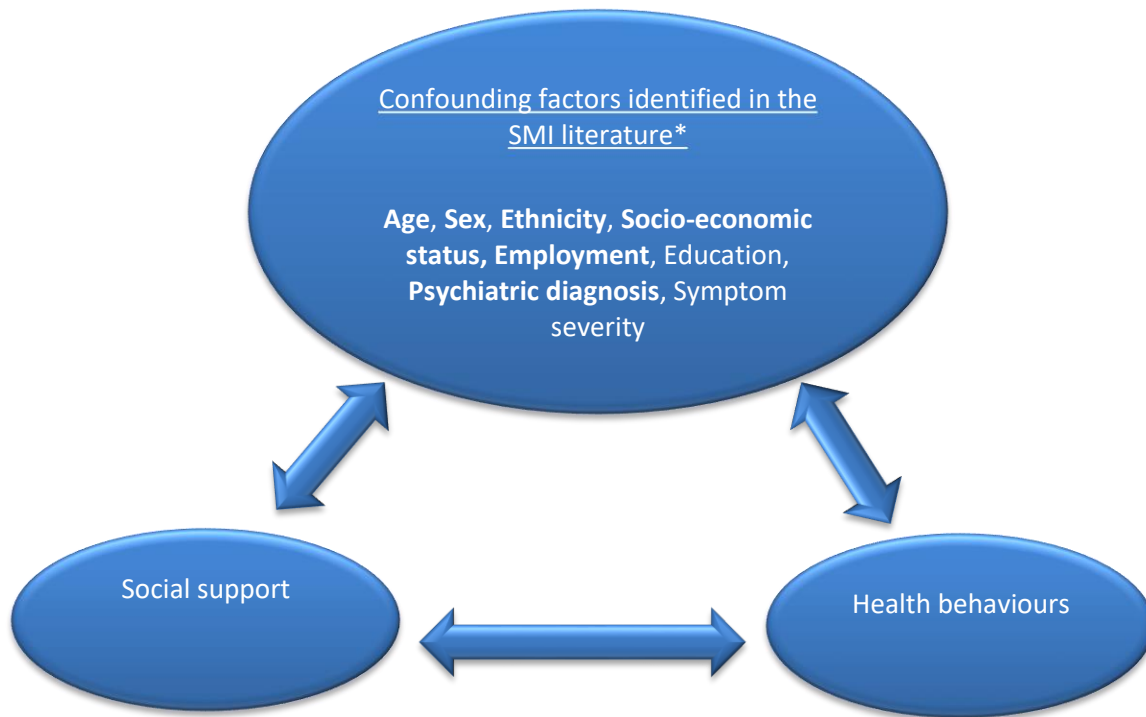 Confounding factors identified in the
SMI literature*
Age, Sex, Ethnicity, Socio-economic
status, Employment, Education,
Psychiatric diagnosis, Symptom
severity
Social support
Health behaviours